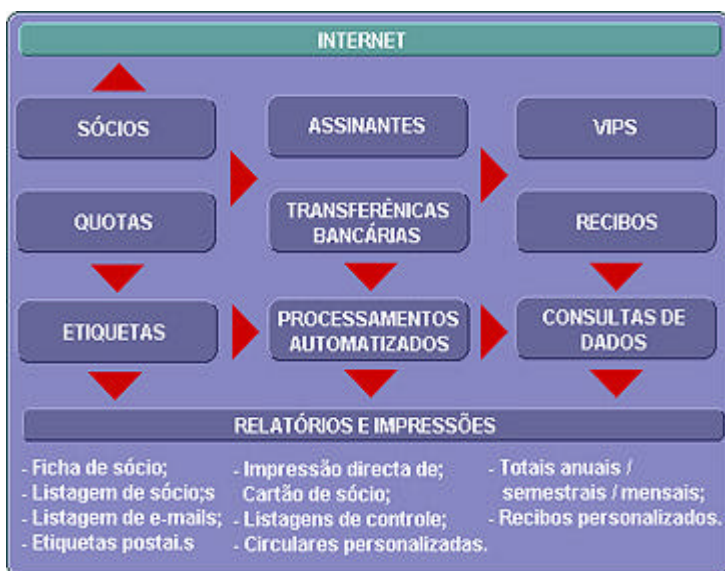 INTERNET
SÓCIOS
ASSINANTES
VIPS
QUOTAS
TRANSFERÊNICAS
BANCÁRIAS
RECIBOS
ETIQUETAS
PROCESSAMENTOS
AUTOMATIZADOS
CONSULTAS DE
DADOS
RELATÓRIOS E IMPRESSÕES
- Ficha de sócio;
- Listagem de sócio;s
- Listagem de e-mails;
- Etiquetas postai.s
- Impressão directa de;
Cartão de sócio;
- Listagens de controle;
- Circulares personalizadas.
- Totais anuais /
semestrais / mensais;
- Recibos personalizados.